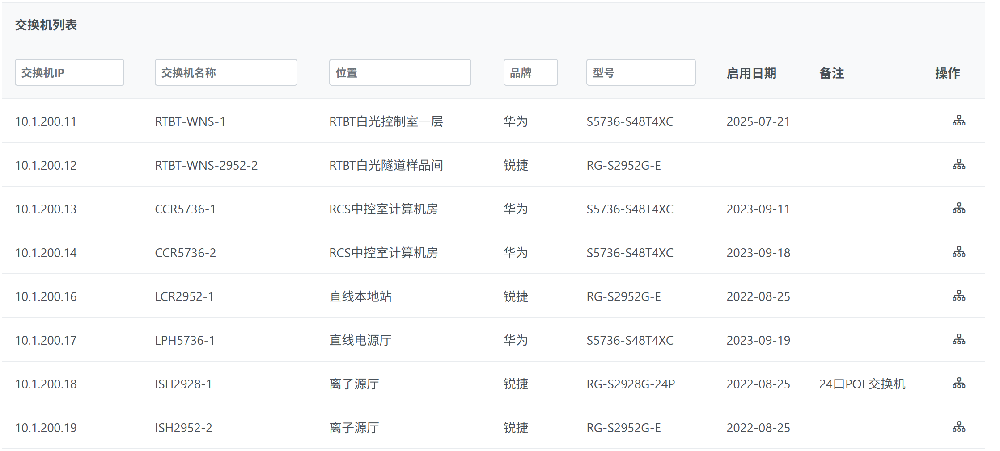 交换机列表
交换机IP 交换机名称 位置 品牌 型号 启用日期 备注 操作
10.1.200.11 RTBT-WNS-1 RTBT白光控制室一层 华为 S5736-S48T4XC 2025-07-21
10.1.200.12 RTBT-WNS-2952-2 RTBT白光隧道样品间 锐捷 RG-S2952G-E
10.1.200.13 CCR5736-1 RCS中控室计算机房 华为 S5736-S48T4XC 2023-09-11
10.1.200.14 CCR5736-2 RCS中控室计算机房 华为 S5736-S48T4XC 2023-09-18
10.1.200.16 LCR2952-1 直线本地站 锐捷 RG-S2952G-E 2022-08-25
10.1.200.17 LPH5736-1 直线电源厅 华为 S5736-S48T4XC 2023-09-19
10.1.200.18 ISH2928-1 离子源厅 锐捷 RG-S2928G-24P 2022-08-25 24口POE交换机
10.1.200.19 ISH2952-2 离子源厅 锐捷 RG-S2952G-E 2022-08-25